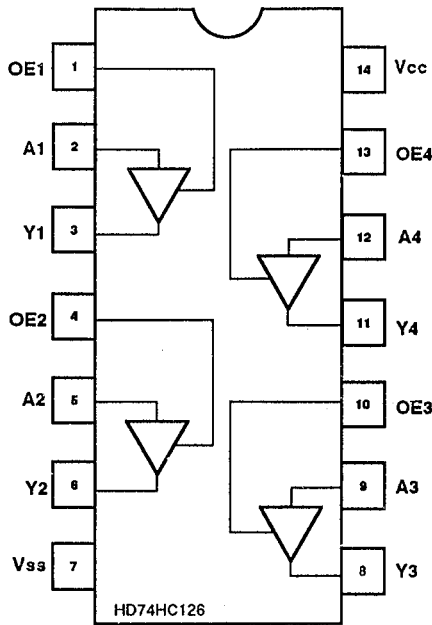 OE1 1
14 Vcc
A1 2
13 OE4
Y1 3
12 A4
OE2 4
11 Y4
A2 5
10 OE3
Y2 6
9 A3
Vss 7
8 Y3
HD74HC126